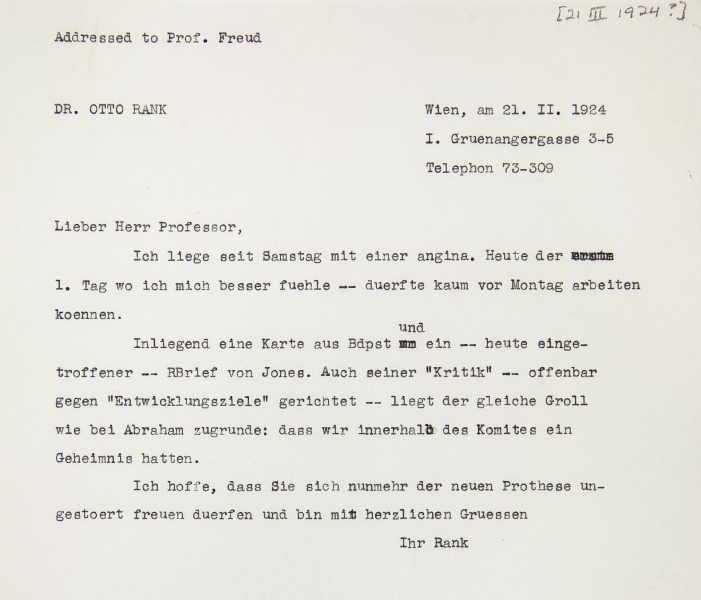 [21 III 1924?]
Addressed to Prof. Freud
DR. OTTO RANK
Wien, am 21. II. 1924
I. Gruenangergasse 3-5
Telephon 73-309
Lieber Herr Professor,
Ich liege seit Samstag mit einer angina. Heute der
1. Tag wo ich mich besser fuehle -- duerfte kaum vor Montag arbeiten
koennen.
und
Inliegend eine Karte aus Bdpst ein -- heute einge-
troffener -- RBrief von Jones. Auch seiner "Kritik" -- offenbar
gegen "Entwicklungsziele" gerichtet -- liegt der gleiche Groll
wie bei Abraham zugrunde: dass wir innerhalb des Komites ein
Geheimnis hatten.
Ich hoffe, dass Sie sich nunmehr der neuen Prothese un-
gestoert freuen duerfen und bin mit herzlichen Gruessen
Ihr Rank